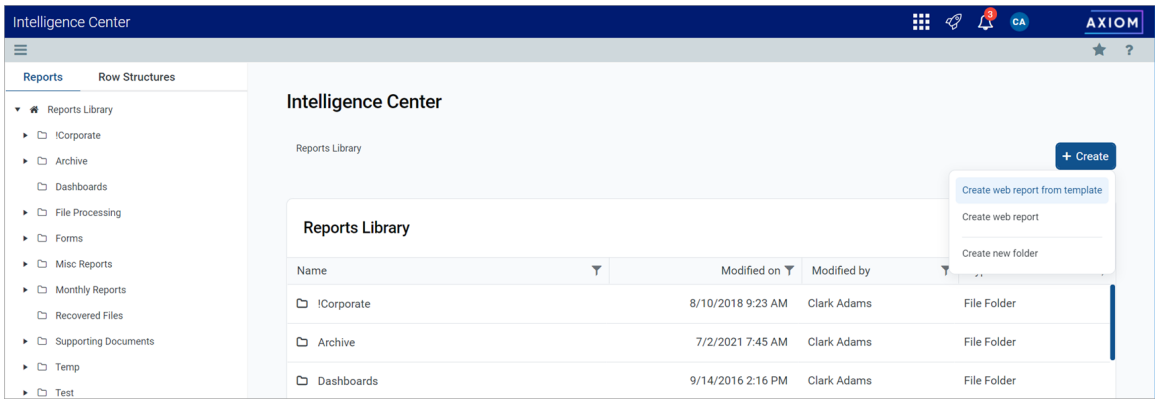 Intelligence Center
3
CA
AXIOM
?
Reports Row Structures
Reports Library
!Corporate
Archive
Dashboards
File Processing
Forms
Misc Reports
Monthly Reports
Recovered Files
Supporting Documents
Temp
Test
Intelligence Center
Reports Library
+ Create
Create web report from template
Create web report
Create new folder
Reports Library
Name Modified on Modified by
!Corporate 8/10/2018 9:23 AM Clark Adams File Folder
Archive 7/2/2021 7:45 AM Clark Adams File Folder
Dashboards 9/14/2016 2:16 PM Clark Adams File Folder